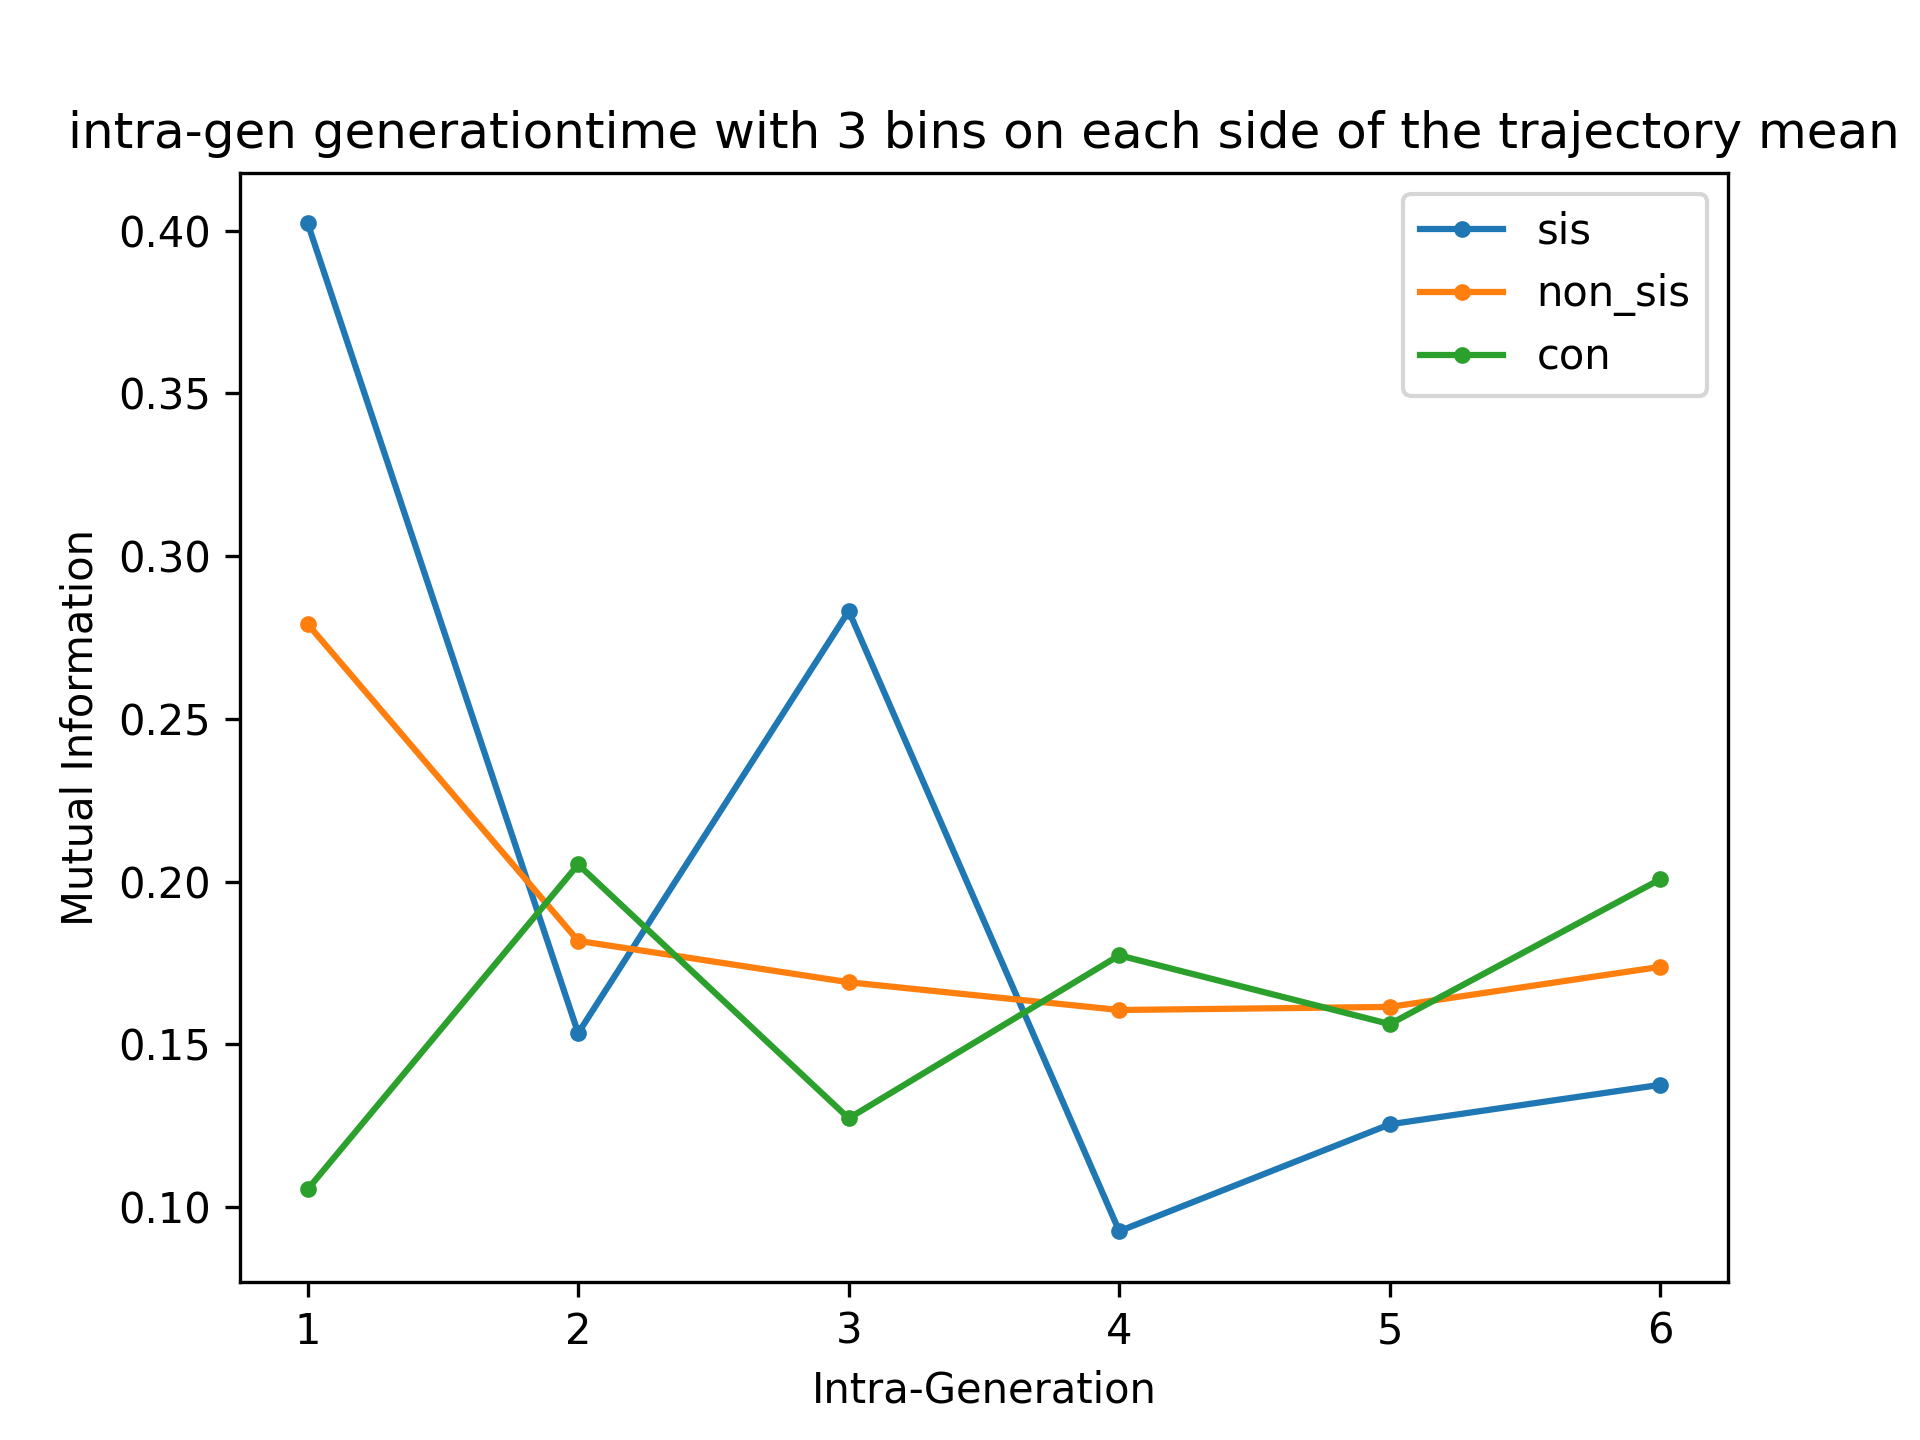 intra-gen generationtime with 3 bins on each side of the trajectory mean
sis
non_sis
con
Mutual Information
0.40
0.35
0.30
0.25
0.20
0.15
0.10
1 2 3 4 5 6
Intra-Generation